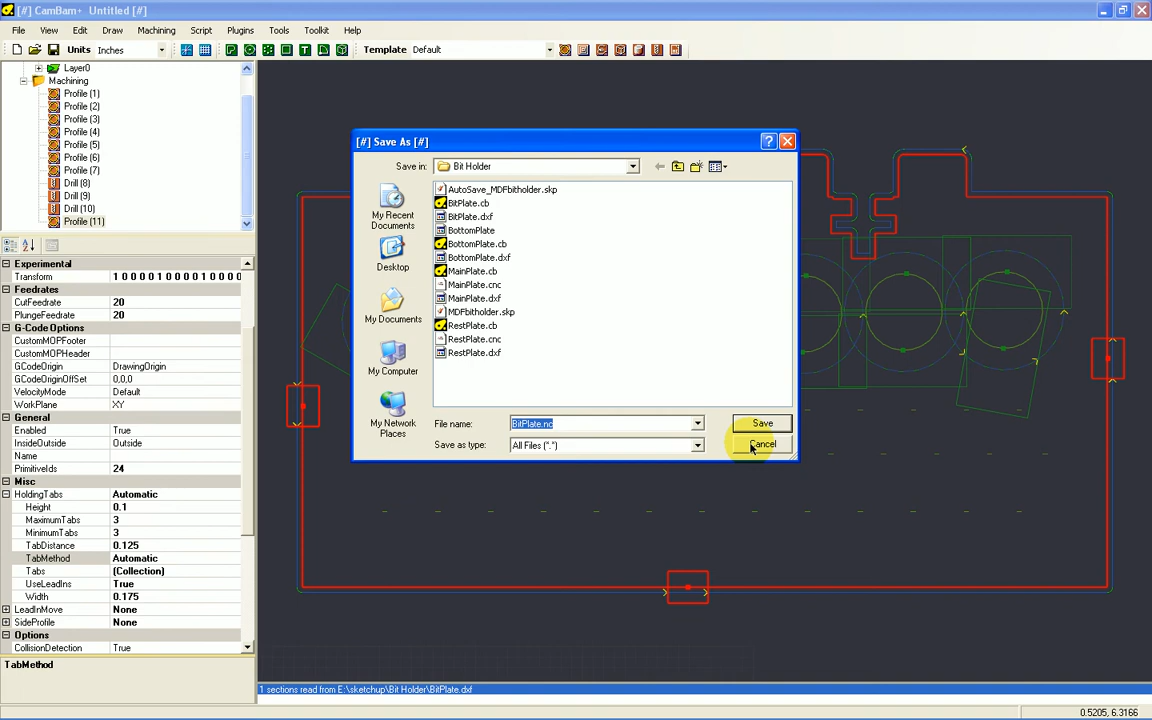 [#] CamBam+  Untitled [#]
File View Edit Draw Machining Script Plugins Tools Toolkit Help
Units Inches Template Default
Layer0
Machining
Profile (1)
Profile (2)
Profile (3)
Profile (4)
Profile (5)
Profile (6)
Profile (7)
Drill (8)
Drill (9)
Drill (10)
Profile (11)
Experimental
Transform 1 0 0 0 0 1 0 0 0 0 1 0 0 0 0
Feedrates
CutFeedrate 20
PlungeFeedrate 20
G-Code Options
CustomMOPFooter
CustomMOPHeader
GCodeOrigin DrawingOrigin
GCodeOriginOffSet 0,0,0
VelocityMode Default
WorkPlane XY
General
Enabled True
InsideOutside Outside
Name
PrimitiveIds 24
Misc
HoldingTabs Automatic
Height 0.1
MaximumTabs 3
MinimumTabs 3
TabDistance 0.125
TabMethod Automatic
Tabs (Collection)
UseLeadIns True
Width 0.175
LeadInMove None
SideProfile None
Options
CollisionDetection True
TabMethod
[#] Save As [#]
Save in: Bit Holder
My Recent
Documents
Desktop
My Documents
My Computer
My Network
Places
AutoSave_MDFbitholder.skp
BitPlate.cb
BitPlate.dxf
BottomPlate
BottomPlate.cb
BottomPlate.dxf
MainPlate.cb
MainPlate.cnc
MainPlate.dxf
MDFbitholder.skp
RestPlate.cb
RestPlate.cnc
RestPlate.dxf
File name: BitPlate.nc Save
Save as type: All Files (*.*) Cancel
1 sections read from E:\sketchup\Bit Holder\BitPlate.dxf
0.5205, 6.3166